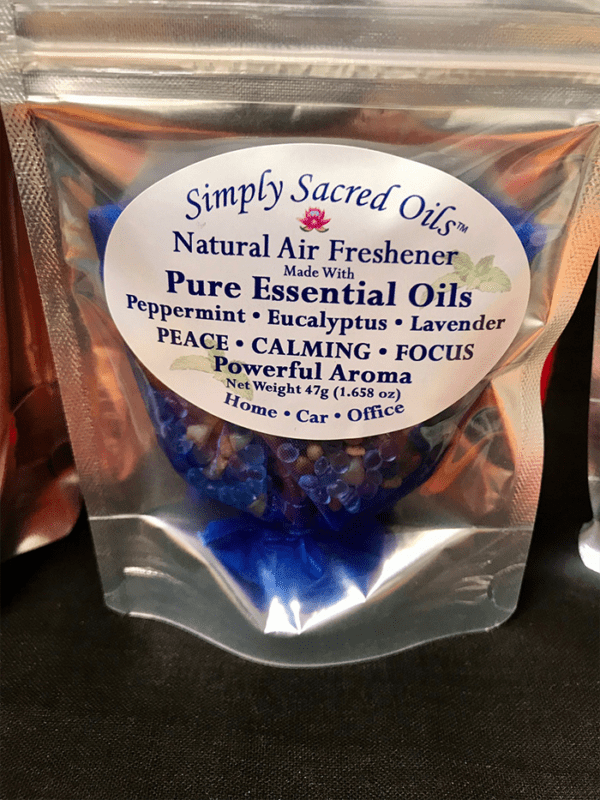 Simply Sacred Oils™
Natural Air Freshener
Made With
Pure Essential Oils
Peppermint • Eucalyptus • Lavender
PEACE • CALMING • FOCUS
Powerful Aroma
Net Weight 47g (1.658 oz)
Home • Car • Office